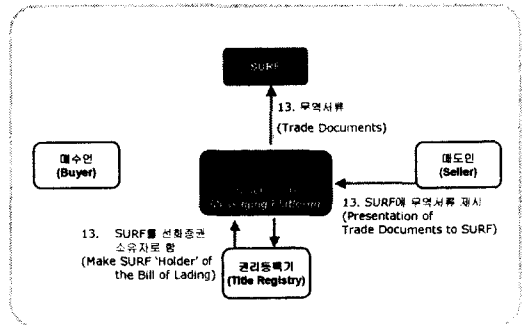 SURF
13. 무역서류
(Trade Documents)
매수인
(Buyer)
매도인
(Seller)
Messaging Platform
13. SURF에 무역서류 제시
(Presentation of
Trade Documents to SURF)
13. SURF를 선화증권
소유자로 함
(Make SURF 'Holder' of
the Bill of Lading)
권리등록기
(Title Registry)